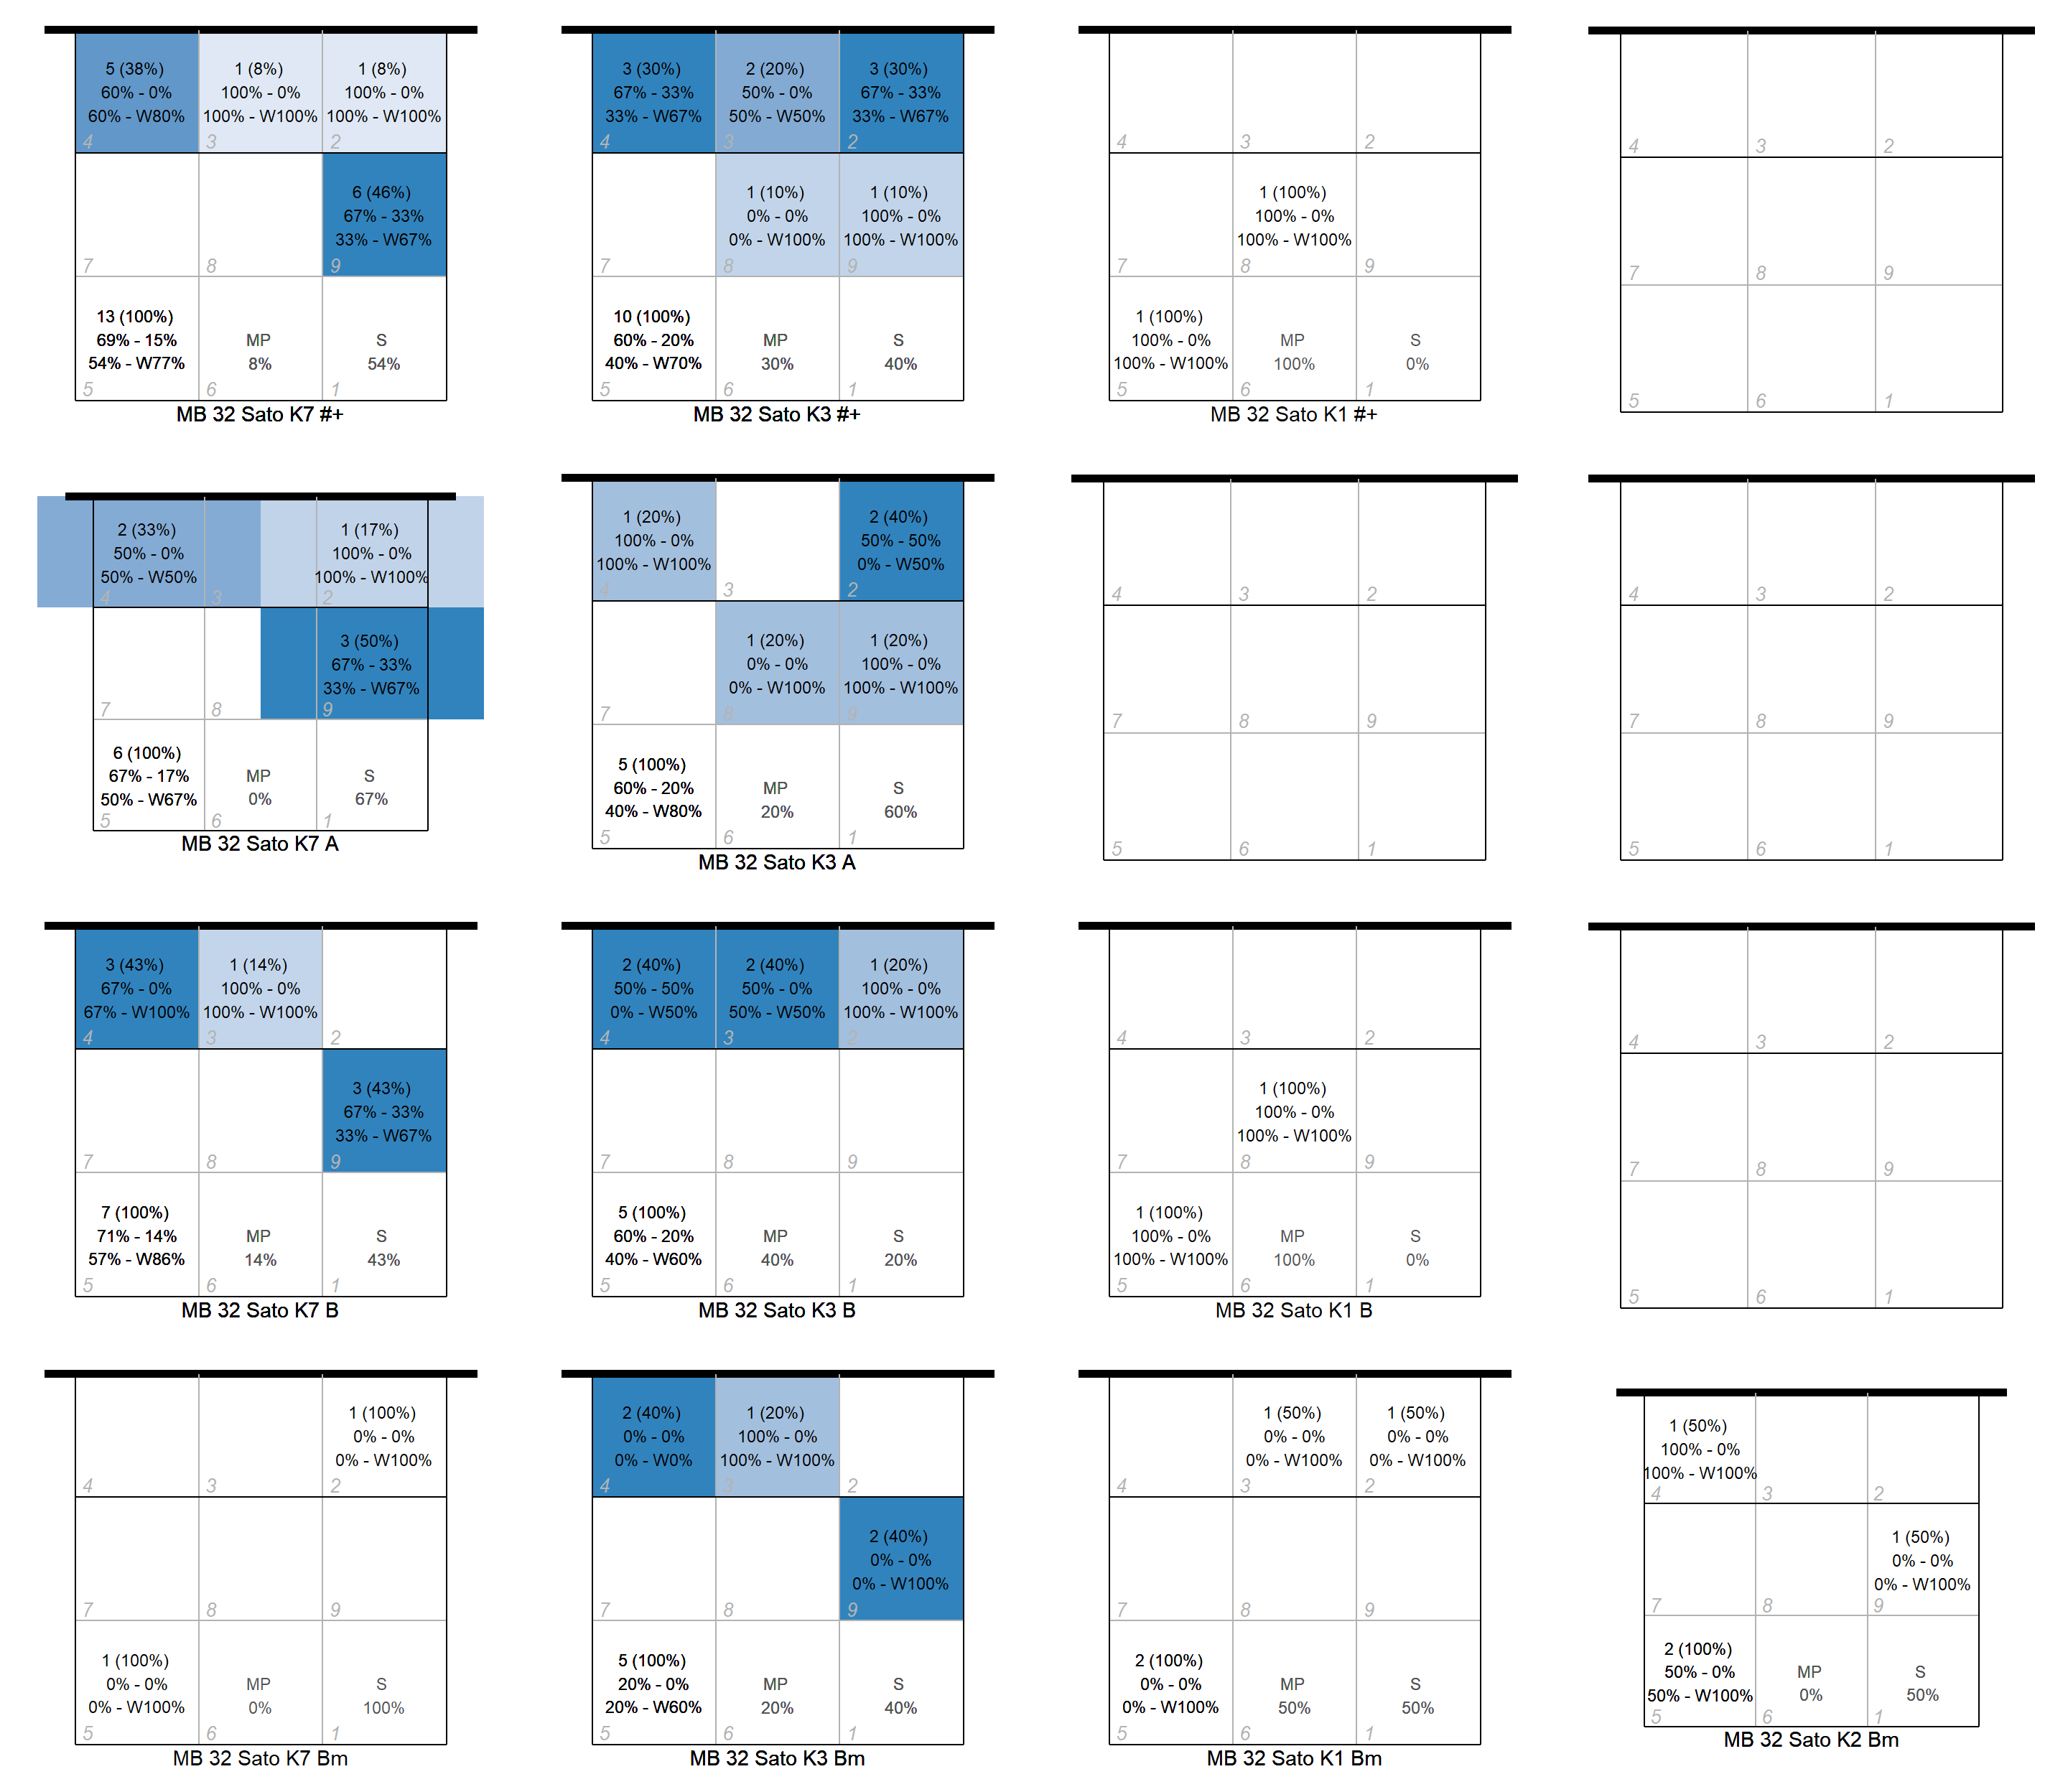 5 (38%)
60% - 0%
60% - W80%
4
1 (8%)
100% - 0%
100% - W100%
3
1 (8%)
100% - 0%
100% - W100%
2
7
8
6 (46%)
67% - 33%
33% - W67%
9
13 (100%)
69% - 15%
54% - W77%
5
MP
8%
6
S
54%
1
MB 32 Sato K7 #+
3 (30%)
67% - 33%
33% - W67%
4
2 (20%)
50% - 0%
50% - W50%
3
3 (30%)
67% - 33%
33% - W67%
2
7
1 (10%)
0% - 0%
0% - W100%
8
1 (10%)
100% - 0%
100% - W100%
9
10 (100%)
60% - 20%
40% - W70%
5
MP
30%
6
S
40%
1
MB 32 Sato K3 #+
4
3
2
7
1 (100%)
100% - 0%
100% - W100%
8
9
1 (100%)
100% - 0%
100% - W100%
5
MP
100%
6
S
0%
1
MB 32 Sato K1 #+
4
3
2
7
8
9
5
6
1
2 (33%)
50% - 0%
50% - W50%
4
3
1 (17%)
100% - 0%
100% - W100%
2
7
8
3 (50%)
67% - 33%
33% - W67%
9
6 (100%)
67% - 17%
50% - W67%
5
MP
0%
6
S
67%
1
MB 32 Sato K7 A
1 (20%)
100% - 0%
100% - W100%
4
3
2 (40%)
50% - 50%
0% - W50%
2
7
1 (20%)
0% - 0%
0% - W100%
8
1 (20%)
100% - 0%
100% - W100%
9
5 (100%)
60% - 20%
40% - W80%
5
MP
20%
6
S
60%
1
MB 32 Sato K3 A
4
3
2
7
8
9
5
6
1
4
3
2
7
8
9
5
6
1
3 (43%)
67% - 0%
67% - W100%
4
1 (14%)
100% - 0%
100% - W100%
3
2
7
8
3 (43%)
67% - 33%
33% - W67%
9
7 (100%)
71% - 14%
57% - W86%
5
MP
14%
6
S
43%
1
MB 32 Sato K7 B
2 (40%)
50% - 50%
0% - W50%
4
2 (40%)
50% - 0%
50% - W50%
3
1 (20%)
100% - 0%
100% - W100%
2
7
8
9
5 (100%)
60% - 20%
40% - W60%
5
MP
40%
6
S
20%
1
MB 32 Sato K3 B
4
3
2
7
1 (100%)
100% - 0%
100% - W100%
8
9
1 (100%)
100% - 0%
100% - W100%
5
MP
100%
6
S
0%
1
MB 32 Sato K1 B
4
3
2
7
8
9
5
6
1
4
3
1 (100%)
0% - 0%
0% - W100%
2
7
8
9
1 (100%)
0% - 0%
0% - W100%
5
MP
0%
6
S
100%
1
MB 32 Sato K7 Bm
2 (40%)
0% - 0%
0% - W0%
4
1 (20%)
100% - 0%
100% - W100%
3
2
7
8
2 (40%)
0% - 0%
0% - W100%
9
5 (100%)
20% - 0%
20% - W60%
5
MP
20%
6
S
40%
1
MB 32 Sato K3 Bm
4
1 (50%)
0% - 0%
0% - W100%
3
1 (50%)
0% - 0%
0% - W100%
2
7
8
9
2 (100%)
0% - 0%
0% - W100%
5
MP
50%
6
S
50%
1
MB 32 Sato K1 Bm
1 (50%)
100% - 0%
100% - W100%
4
3
2
7
8
1 (50%)
0% - 0%
0% - W100%
9
2 (100%)
50% - 0%
50% - W100%
5
MP
0%
6
S
50%
1
MB 32 Sato K2 Bm